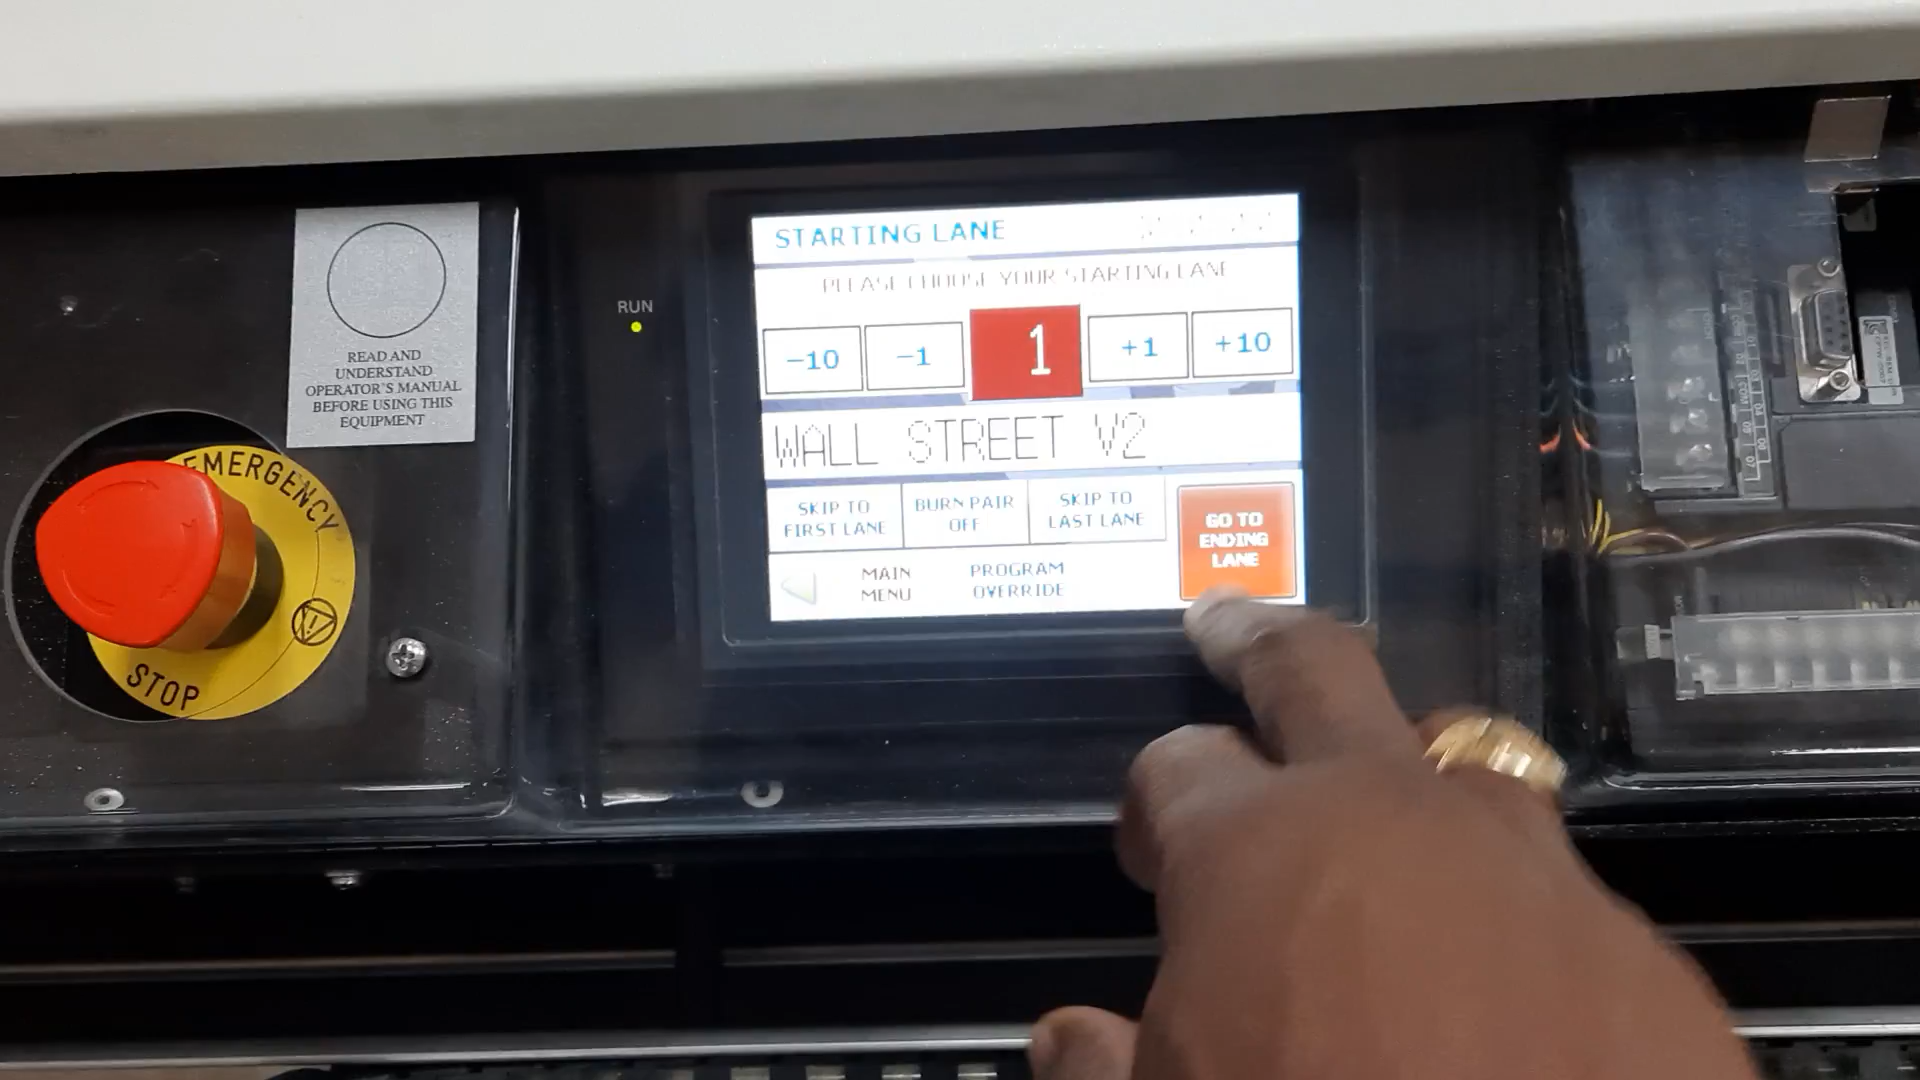 READ AND
UNDERSTAND
OPERATOR'S MANUAL
BEFORE USING THIS
EQUIPMENT
EMERGENCY
STOP
RUN
STARTING LANE
PLEASE CHOOSE YOUR STARTING LANE
-10 -1 1 +1 +10
WALL STREET V2
SKIP TO
FIRST LANE
BURN PAIR
OFF
SKIP TO
LAST LANE
GO TO
ENDING
LANE
MAIN
MENU
PROGRAM
OVERRIDE